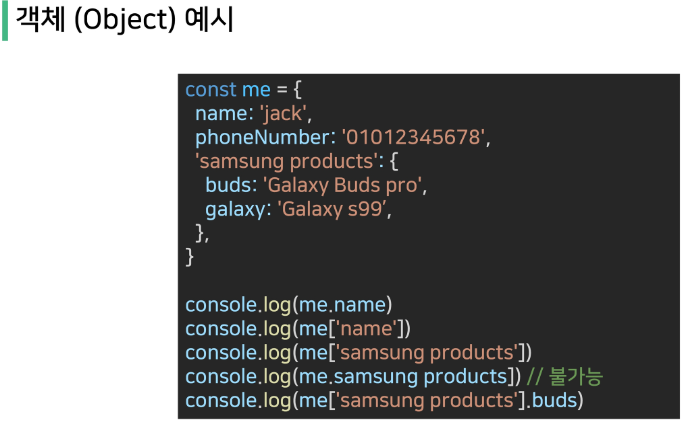 객체 (Object) 예시
const me = {
name: 'jack',
phoneNumber: '01012345678',
'samsung products': {
buds: 'Galaxy Buds pro',
galaxy: 'Galaxy s99’,
},
}
console.log(me.name)
console.log(me['name'])
console.log(me['samsung products'])
console.log(me.samsung products]) // 불가능
console.log(me['samsung products'].buds)